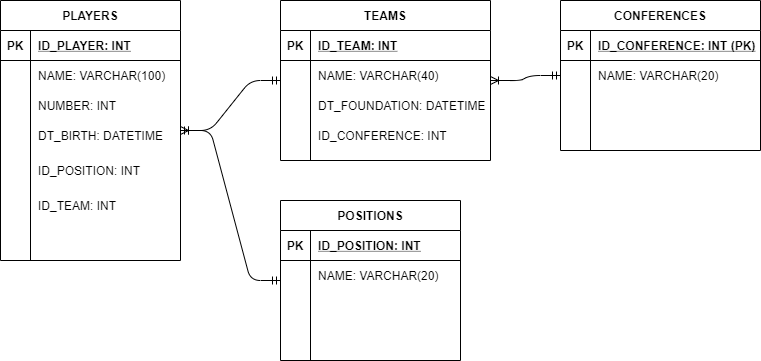 PLAYERS
PK ID_PLAYER: INT
NAME: VARCHAR(100)
NUMBER: INT
DT_BIRTH: DATETIME
ID_POSITION: INT
ID_TEAM: INT
TEAMS
PK ID_TEAM: INT
NAME: VARCHAR(40)
DT_FOUNDATION: DATETIME
ID_CONFERENCE: INT
CONFERENCES
PK ID_CONFERENCE: INT (PK)
NAME: VARCHAR(20)
POSITIONS
PK ID_POSITION: INT
NAME: VARCHAR(20)